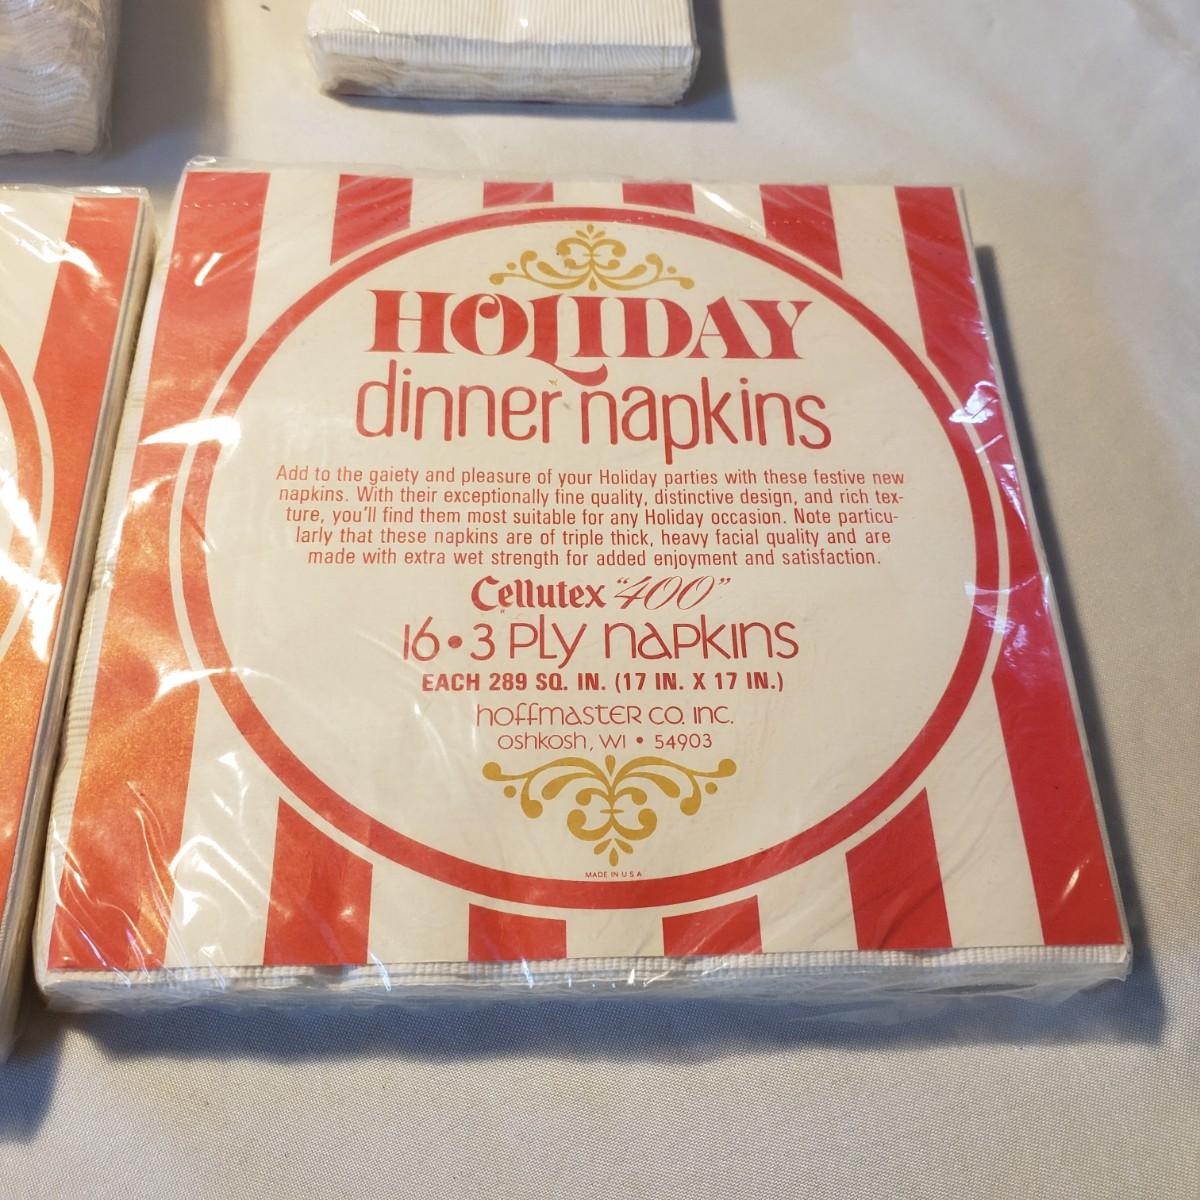 HOLIDAY
dinner napkins
Add to the gaiety and pleasure of your Holiday parties with these festive new
napkins. With their exceptionally fine quality, distinctive design, and rich tex-
ture, you'll find them most suitable for any Holiday occasion. Note particu-
larly that these napkins are of triple thick, heavy facial quality and are
made with extra wet strength for added enjoyment and satisfaction.
Cellutex "400"
16 • 3 PLY NAPKINS
EACH 289 SQ. IN. (17 IN. X 17 IN.)
hoffmaster co. inc.
oshkosh, WI • 54903
MADE IN U S A